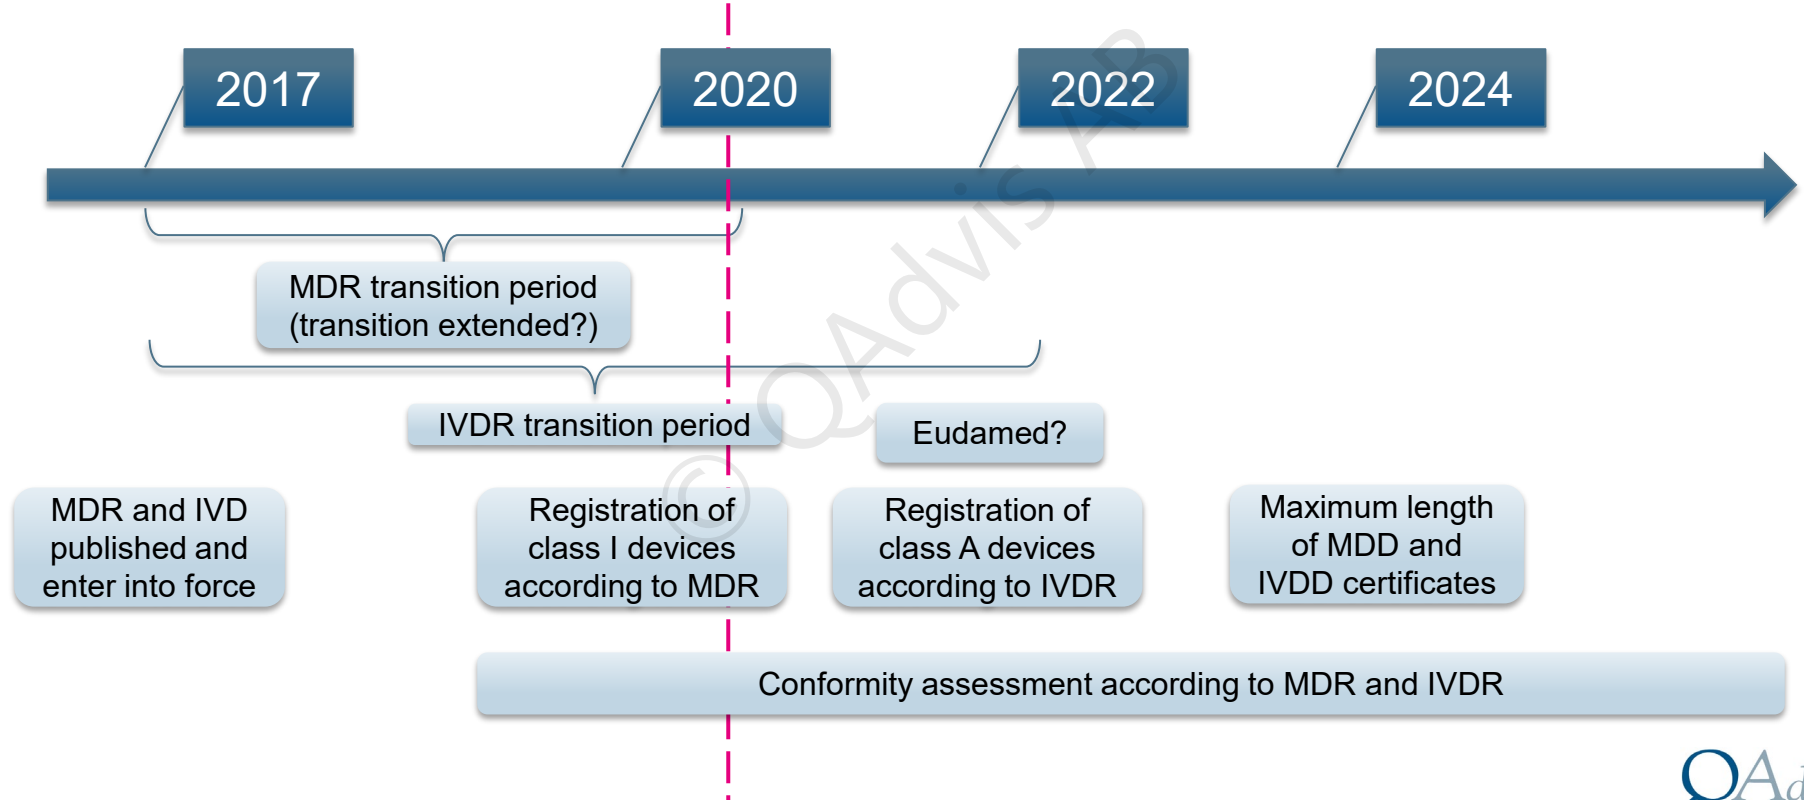 2017
2020
2022
2024
MDR transition period
(transition extended?)
IVDR transition period
Eudamed?
MDR and IVD
published and
enter into force
Registration of
class I devices
according to MDR
Registration of
class A devices
according to IVDR
Maximum length
of MDD and
IVDD certificates
Conformity assessment according to MDR and IVDR
© QAdvis AB
QAd